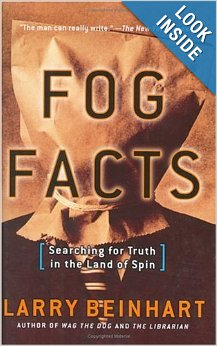 "The man can really write." —The New
LOOK
INSIDE
FOG
FACTS
[ Searching for Truth
in the Land of Spin ]
LARRY BEINHART
AUTHOR OF WAG THE DOG AND THE LIBRARIAN